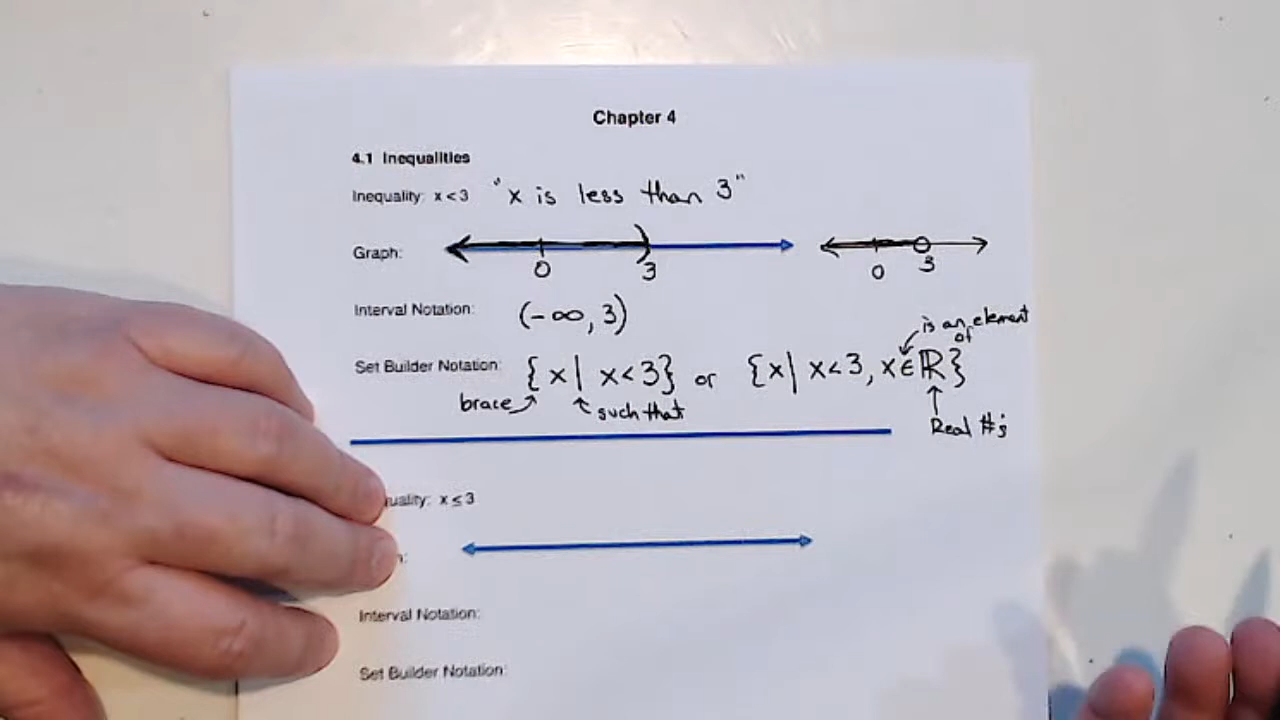 Chapter 4
4.1 Inequalities
Inequality: x < 3 "x is less than 3"
Graph: 0 3 0 3
Interval Notation: (-∞, 3)
is an element of
Set Builder Notation: {x | x < 3} or {x | x < 3, x ∈ ℝ}
brace such that
Real #'s
uality: x ≤ 3
Interval Notation:
Set Builder Notation: